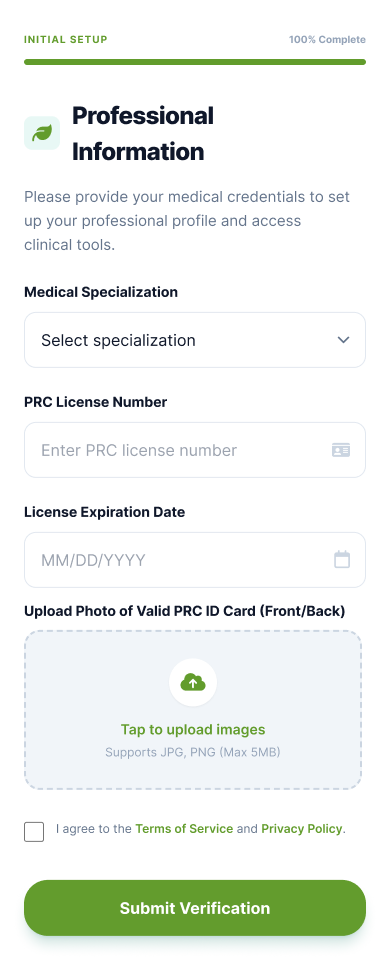 INITIAL SETUP
100% Complete
Professional
Information
Please provide your medical credentials to set
up your professional profile and access
clinical tools.
Medical Specialization
Select specialization
PRC License Number
Enter PRC license number
License Expiration Date
MM/DD/YYYY
Upload Photo of Valid PRC ID Card (Front/Back)
Tap to upload images
Supports JPG, PNG (Max 5MB)
I agree to the Terms of Service and Privacy Policy.
Submit Verification